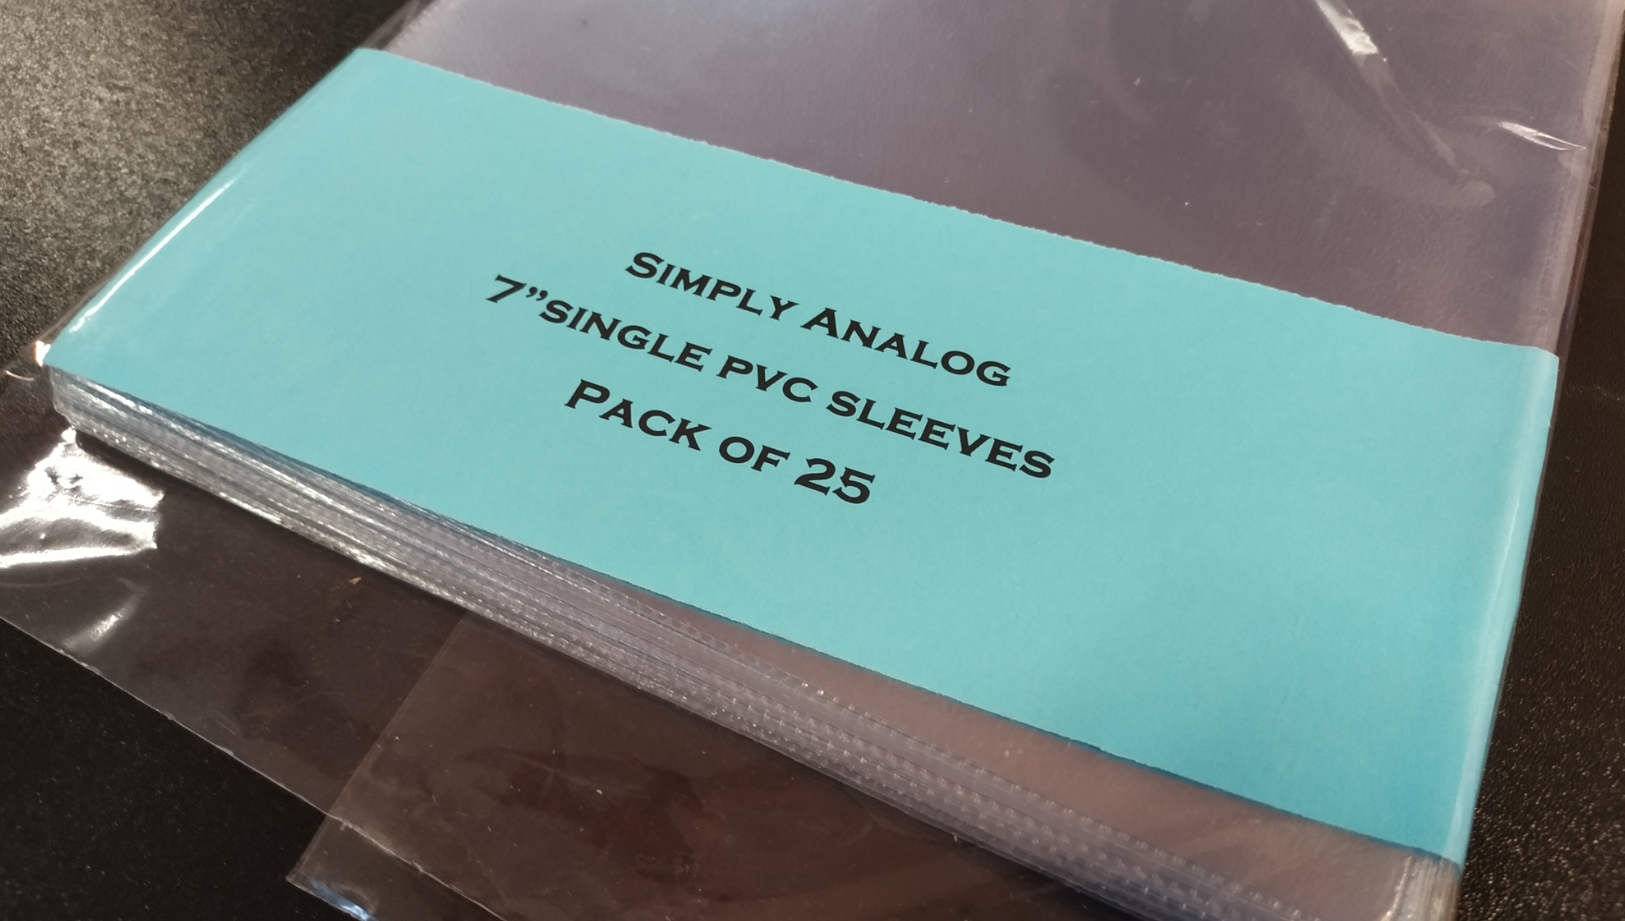 Simply Analog
7”single pvc sleeves
Pack of 25